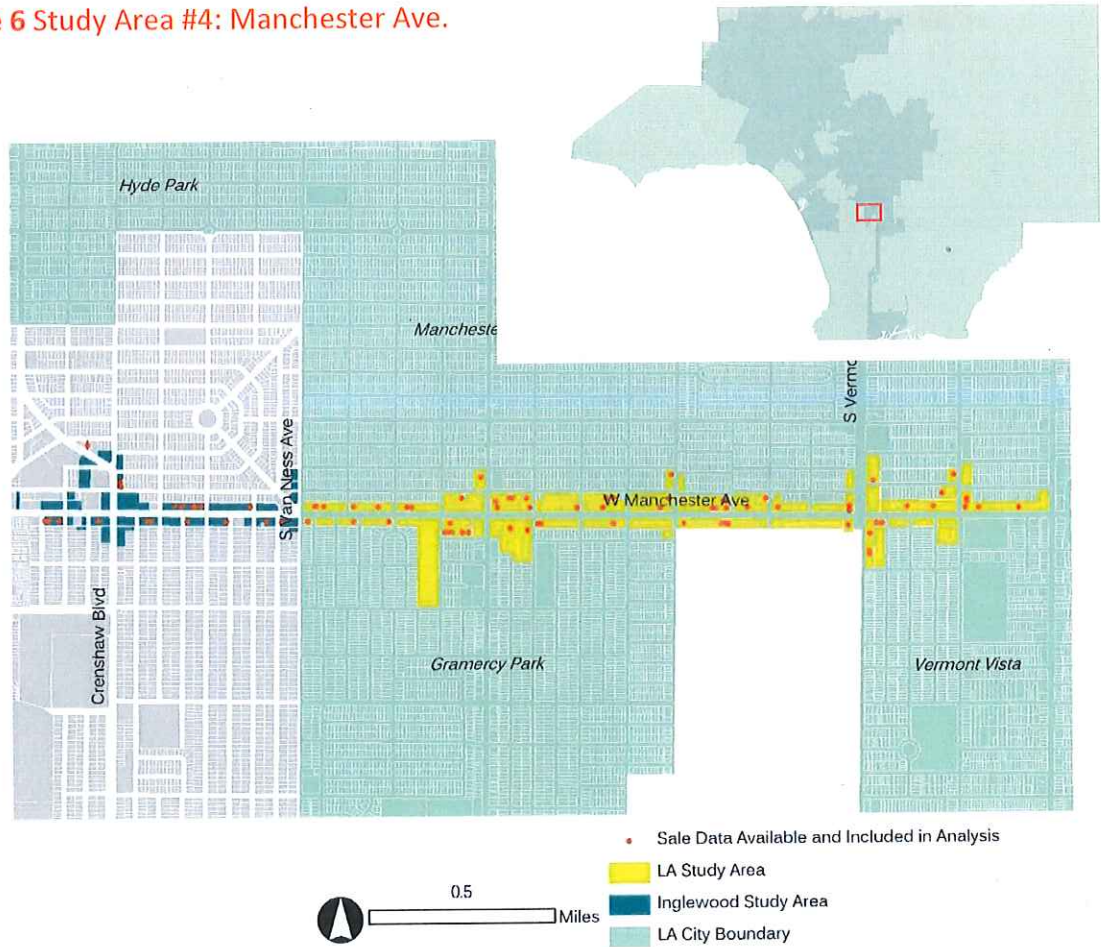 6 Study Area #4: Manchester Ave.
Hyde Park
Mancheste
S Vermo
S Van Ness Ave
W Manchester Ave
Crenshaw Blvd
Gramercy Park
Vermont Vista
Sale Data Available and Included in Analysis
LA Study Area
0.5
Miles
Inglewood Study Area
LA City Boundary